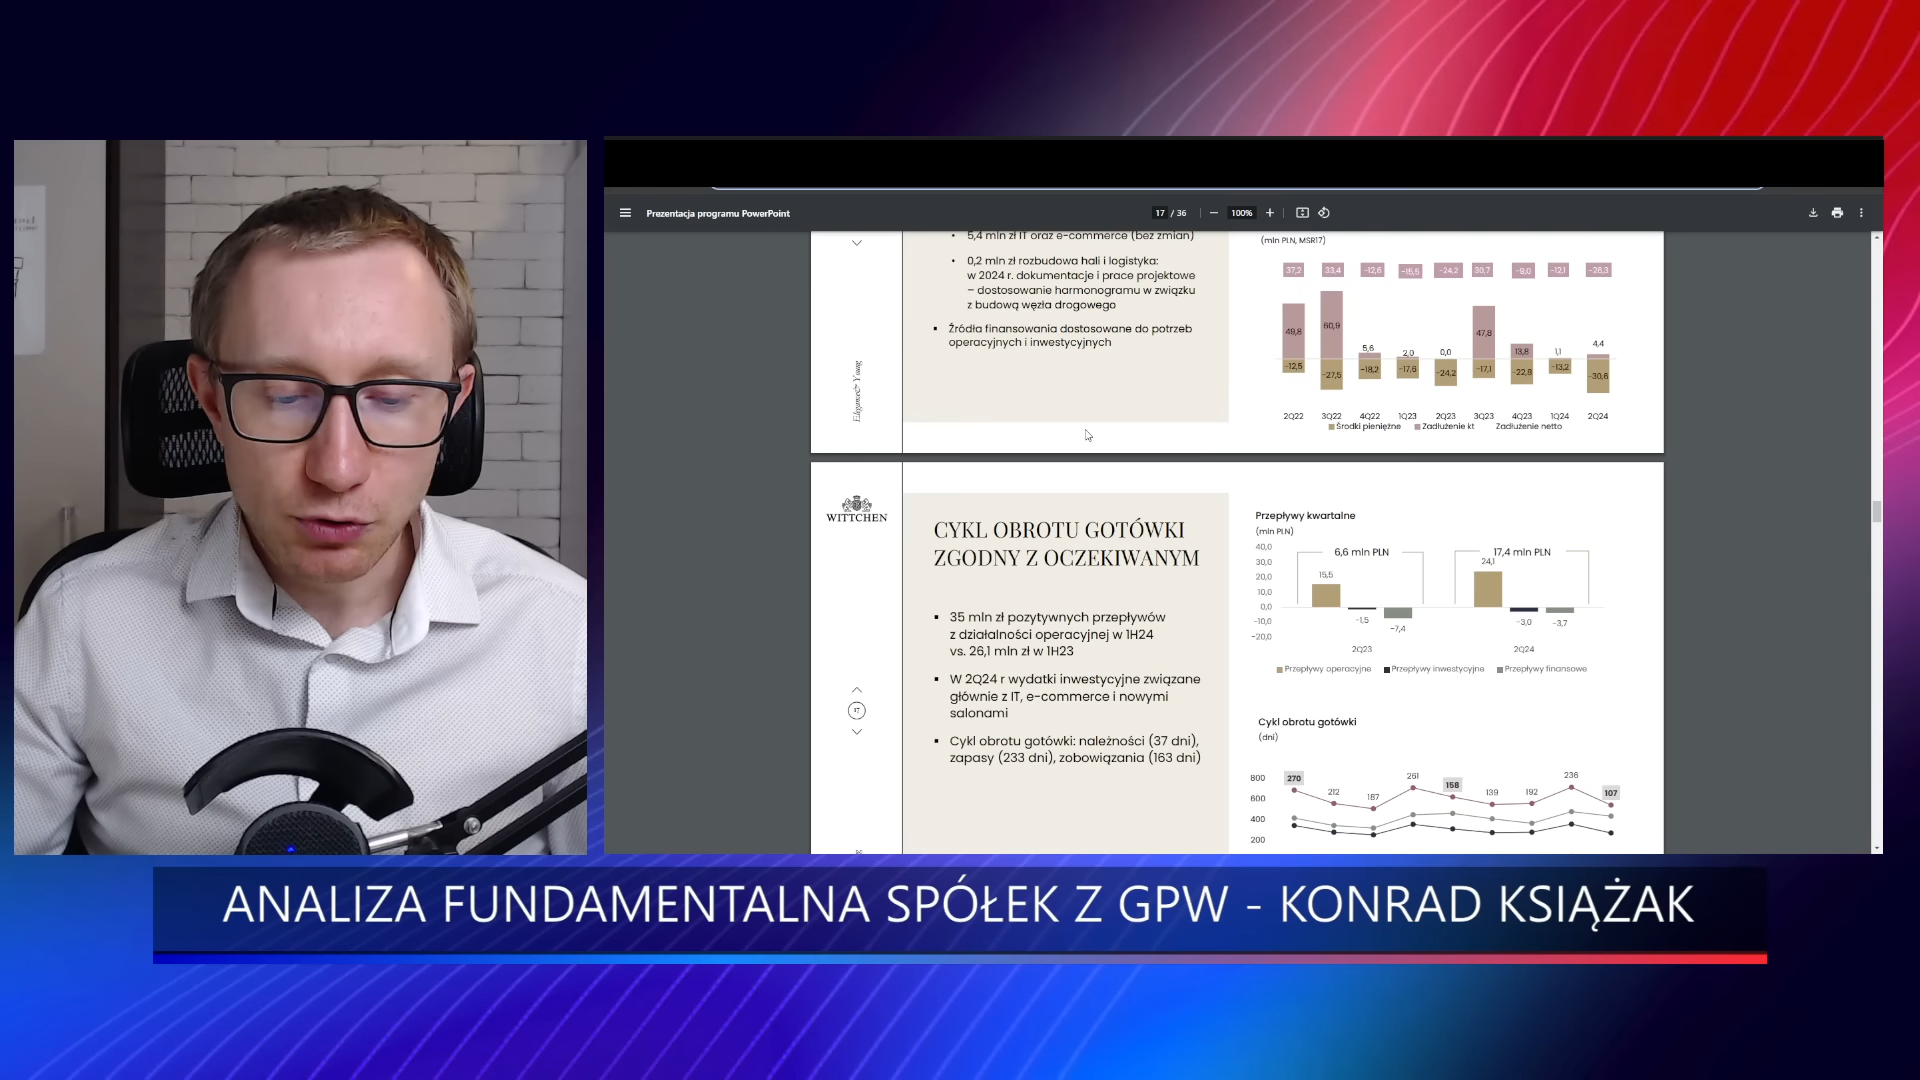 Prezentacja programu PowerPoint
17 / 36
100%
5,4 mln zł IT oraz e-commerce (bez zmian)
0,2 mln zł rozbudowa hali i logistyka:
w 2024 r. dokumentacje i prace projektowe
– dostosowanie harmonogramu w związku
z budową węzła drogowego
Źródła finansowania dostosowane do potrzeb
operacyjnych i inwestycyjnych
Elegance & Young
(mln PLN, MSR17)
37,2 33,4 -12,6 -15,5 -24,2 30,7 -9,0 -12,1 -26,3
49,8 60,9 5,6 2,0 0,0 47,8 13,8 1,1 4,4
-12,5 -27,5 -18,2 -17,6 -24,2 -17,1 -22,8 -13,2 -30,6
2Q22 3Q22 4Q22 1Q23 2Q23 3Q23 4Q23 1Q24 2Q24
Środki pieniężne Zadłużenie kt Zadłużenie netto
WITTCHEN
CYKL OBROTU GOTÓWKI
ZGODNY Z OCZEKIWANYM
35 mln zł pozytywnych przepływów
z działalności operacyjnej w 1H24
vs. 26,1 mln zł w 1H23
W 2Q24 r wydatki inwestycyjne związane
głównie z IT, e-commerce i nowymi
salonami
Cykl obrotu gotówki: należności (37 dni),
zapasy (233 dni), zobowiązania (163 dni)
17
Przepływy kwartalne
(mln PLN)
40,0
30,0
20,0
10,0
0,0
-10,0
-20,0
6,6 mln PLN 17,4 mln PLN
15,5 -1,5 -7,4
24,1 -3,0 -3,7
2Q23 2Q24
Przepływy operacyjne Przepływy inwestycyjne Przepływy finansowe
Cykl obrotu gotówki
(dni)
800
600
400
200
270 212 187 261 158 139 192 236 107
ANALIZA FUNDAMENTALNA SPÓŁEK Z GPW - KONRAD KSIĄŻAK